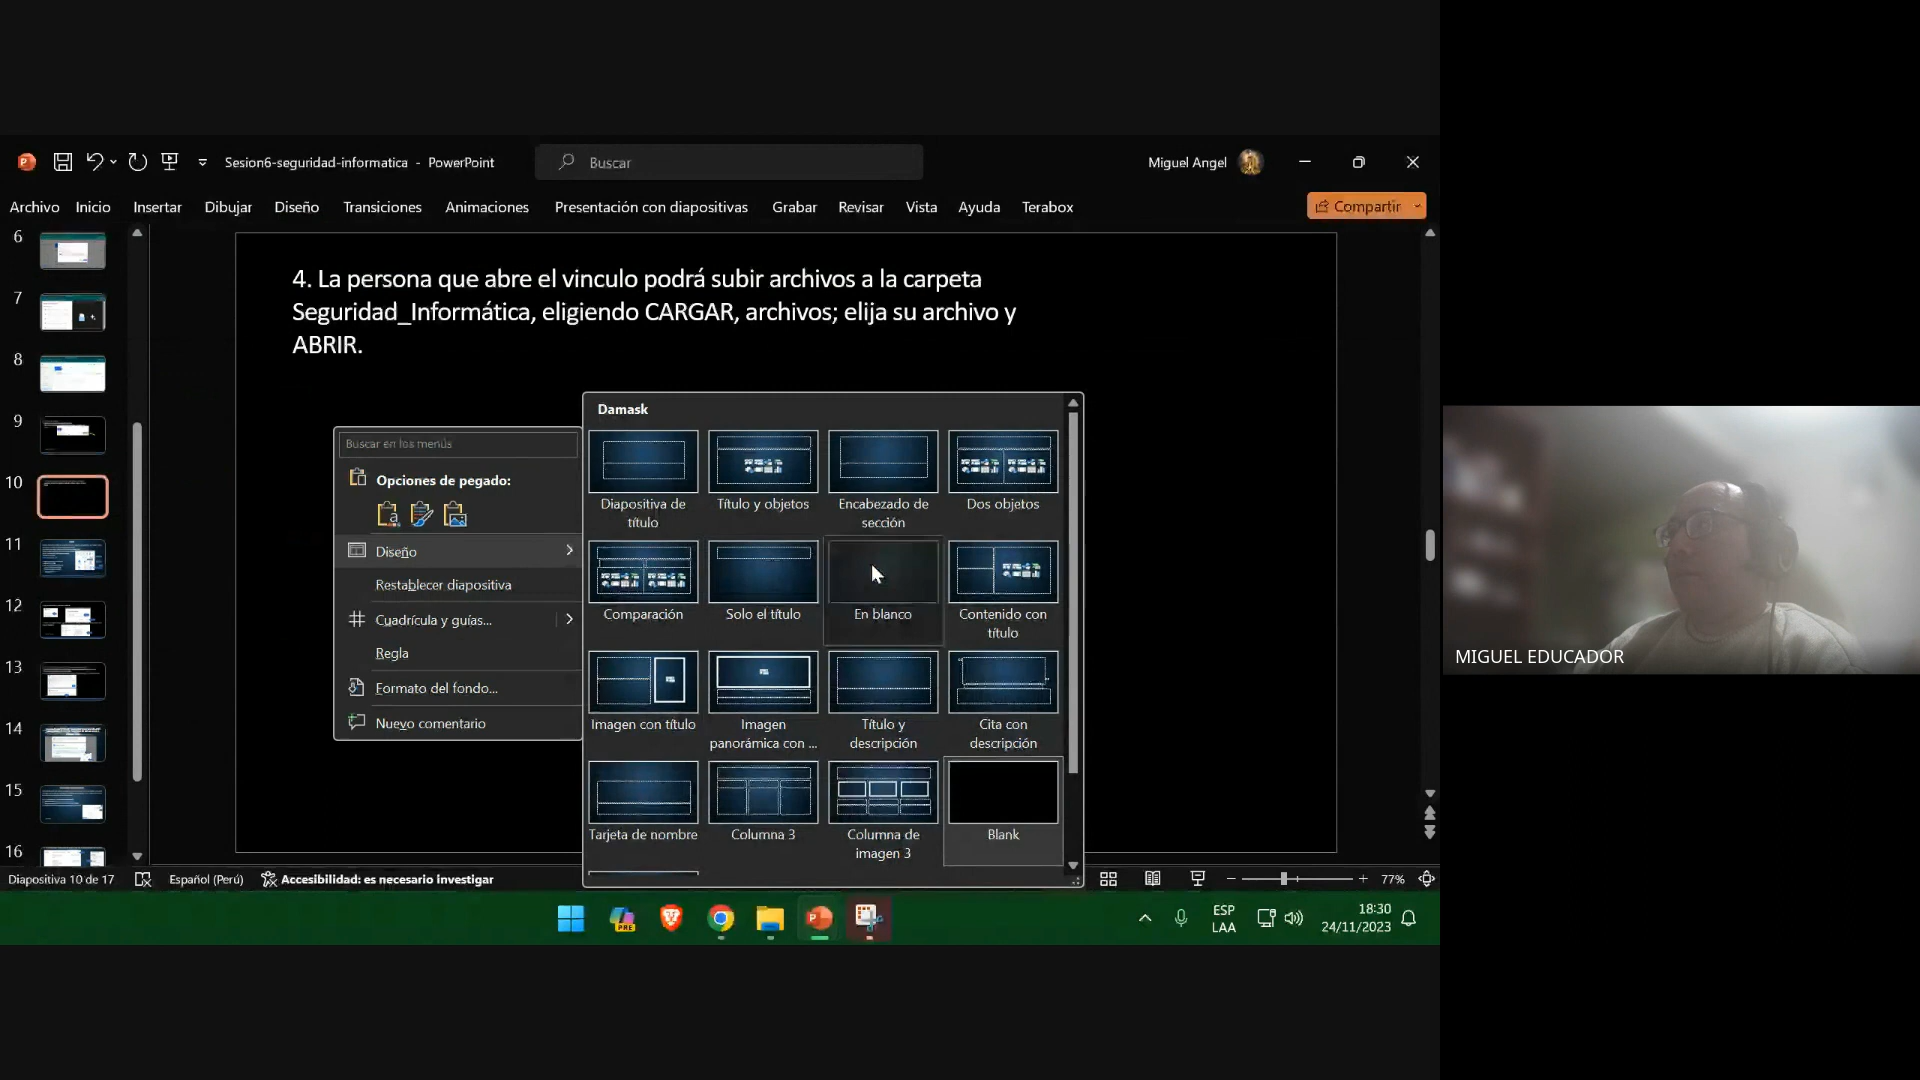 Sesion6-seguridad-informatica - PowerPoint
Buscar
Miguel Angel
Archivo Inicio Insertar Dibujar Diseño Transiciones Animaciones Presentación con diapositivas Grabar Revisar Vista Ayuda Terabox
Compartir
6
7
8
9
10
11
12
13
14
15
16
4. La persona que abre el vinculo podrá subir archivos a la carpeta
Seguridad_Informática, eligiendo CARGAR, archivos; elija su archivo y
ABRIR.
Buscar en los menús
Opciones de pegado:
Diseño
Restablecer diapositiva
Cuadrícula y guías...
Regla
Formato del fondo...
Nuevo comentario
Damask
Diapositiva de
título
Título y objetos
Encabezado de
sección
Dos objetos
Comparación
Solo el título
En blanco
Contenido con
título
Imagen con título
Imagen
panorámica con ...
Título y
descripción
Cita con
descripción
Tarjeta de nombre
Columna 3
Columna de
imagen 3
Blank
Diapositiva 10 de 17
Español (Perú)
Accesibilidad: es necesario investigar
77%
PRE
ESP
LAA
18:30
24/11/2023
MIGUEL EDUCADOR